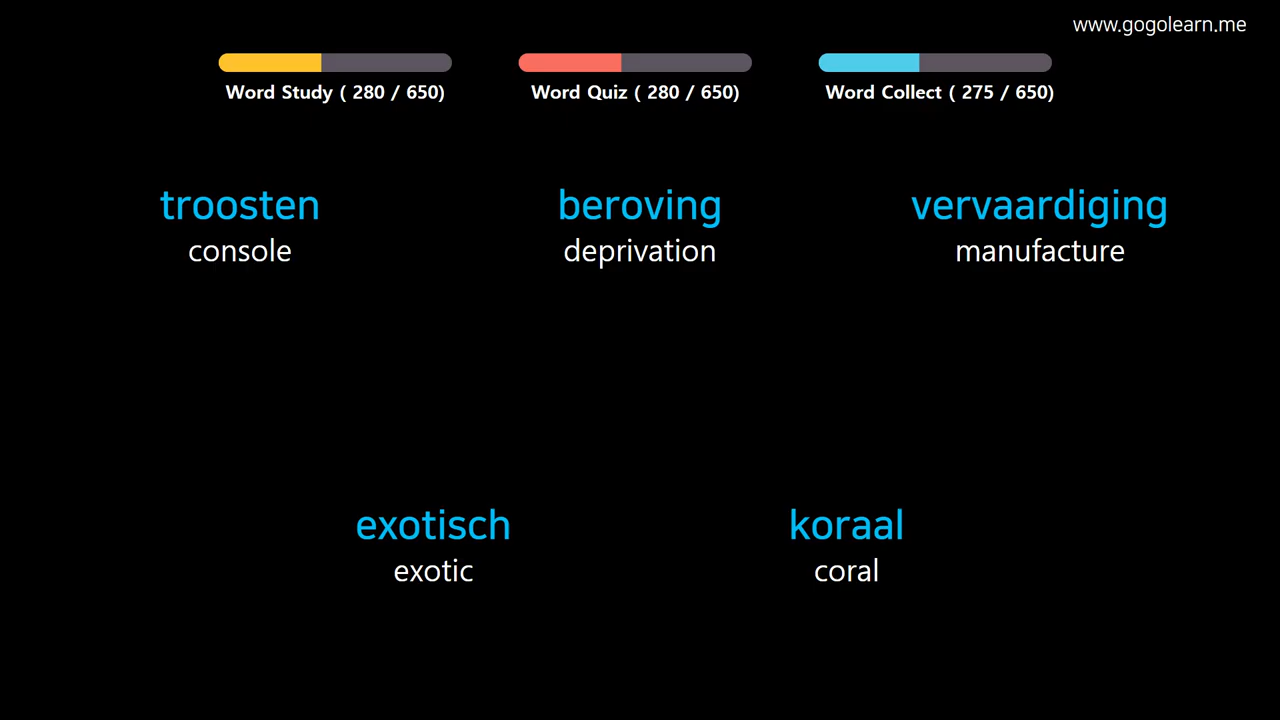 www.gogolearn.me
Word Study ( 280 / 650)
Word Quiz ( 280 / 650)
Word Collect ( 275 / 650)
troosten
console
beroving
deprivation
vervaardiging
manufacture
exotisch
exotic
koraal
coral